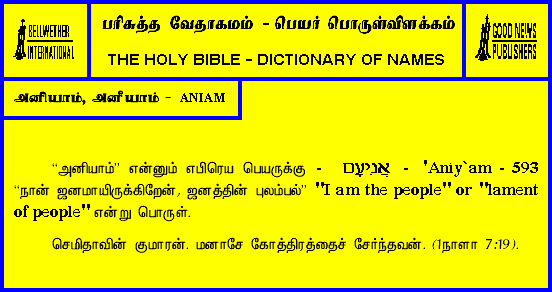 BELLWETHER
INTERNATIONAL
பரிசுத்த வேதாகமம் - பெயர் பொருள்விளக்கம்
THE HOLY BIBLE - DICTIONARY OF NAMES
GOOD NEWS
PUBLISHERS
அனியாம், அனீயாம் - ANIAM
"அனியாம்" என்னும் எபிரெய பெயருக்கு - אֲנִיעָם - 'Aniy`am - 593
"நான் ஜனமாயிருக்கிறேன், ஜனத்தின் புலம்பல்" "I am the people" or "lament
of people" என்று பொருள்.
செமிதாவின் குமாரன். மனாசே கோத்திரத்தைச் சேர்ந்தவன். (1நாளா 7:19).